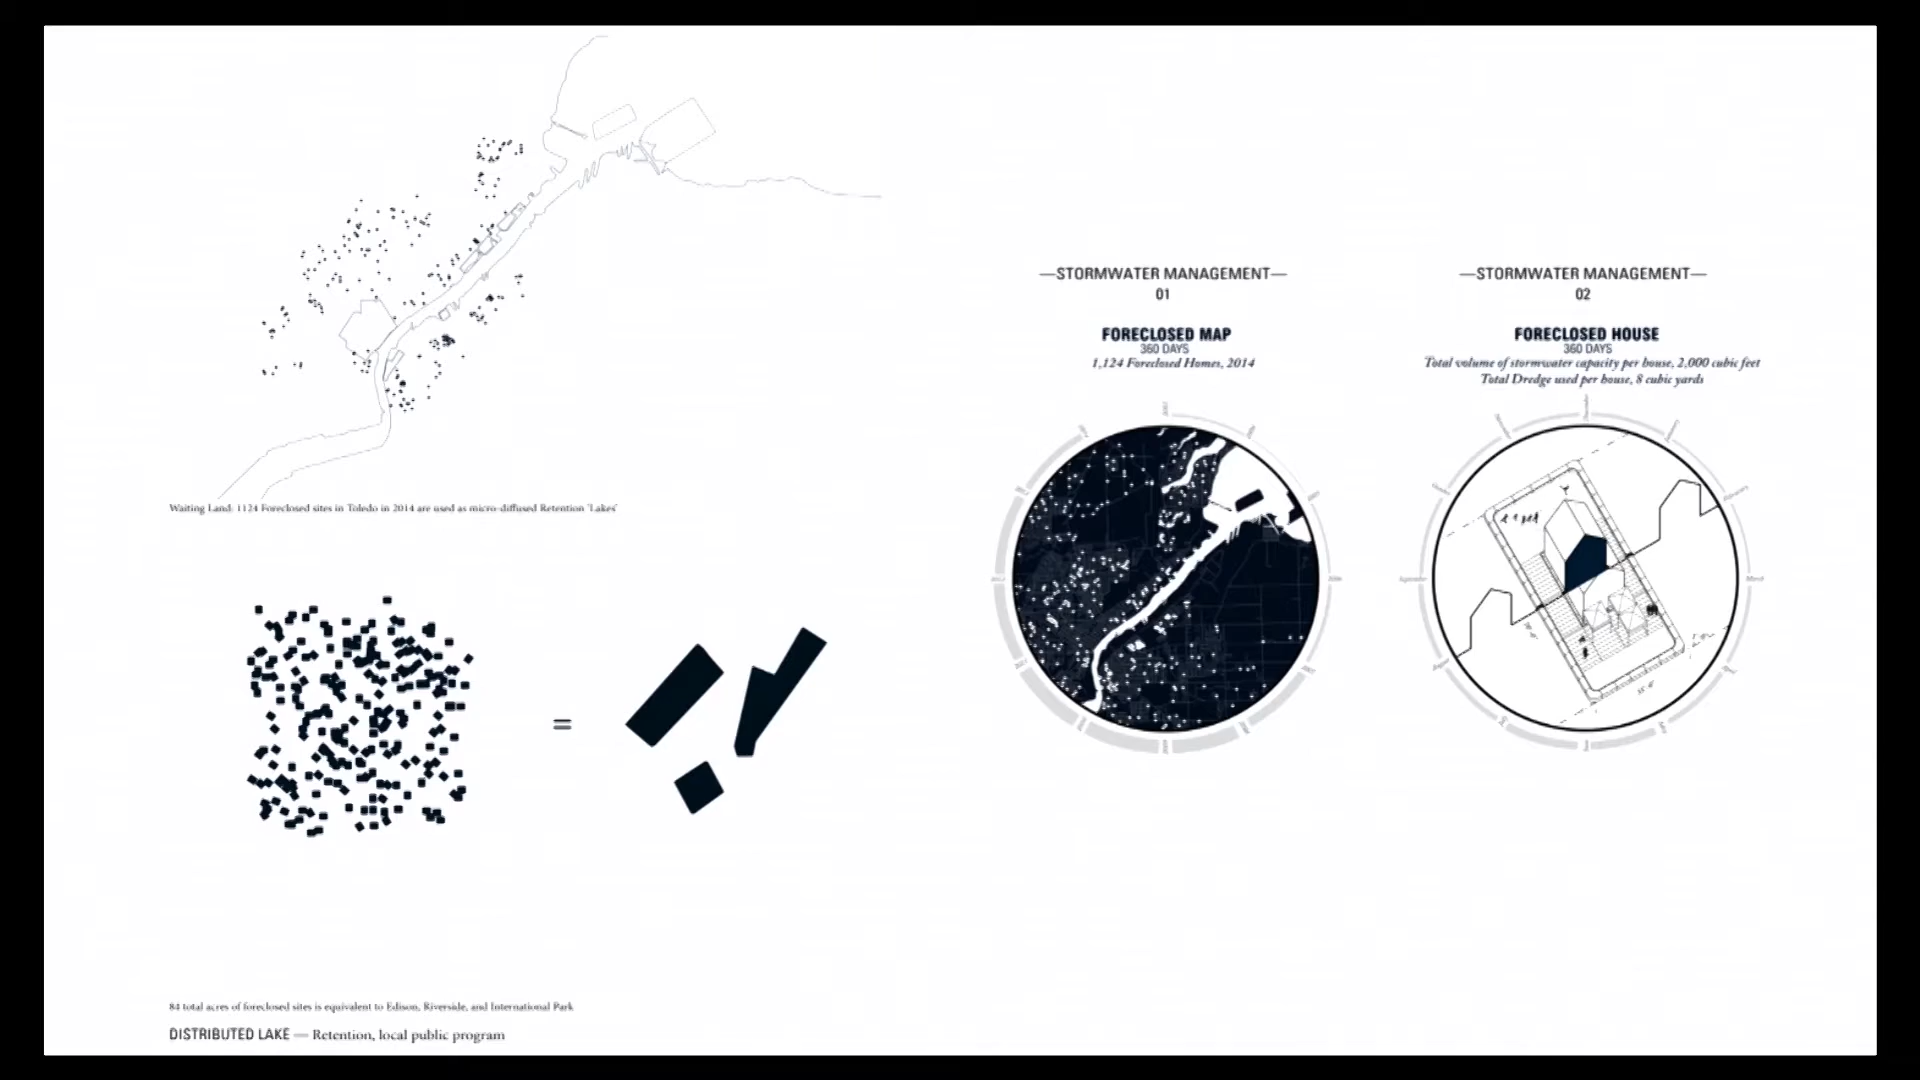 Waiting Land: 1124 Foreclosed sites in Toledo in 2014 are used as micro-diffused Retention 'Lakes'
=
84 total acres of foreclosed sites is equivalent to Edison, Riverside, and International Park
DISTRIBUTED LAKE — Retention, local public program
—STORMWATER MANAGEMENT—
01
FORECLOSED MAP
360 DAYS
1,124 Foreclosed Homes, 2014
—STORMWATER MANAGEMENT—
02
FORECLOSED HOUSE
360 DAYS
Total volume of stormwater capacity per house, 2,000 cubic feet
Total Dredge used per house, 8 cubic yards